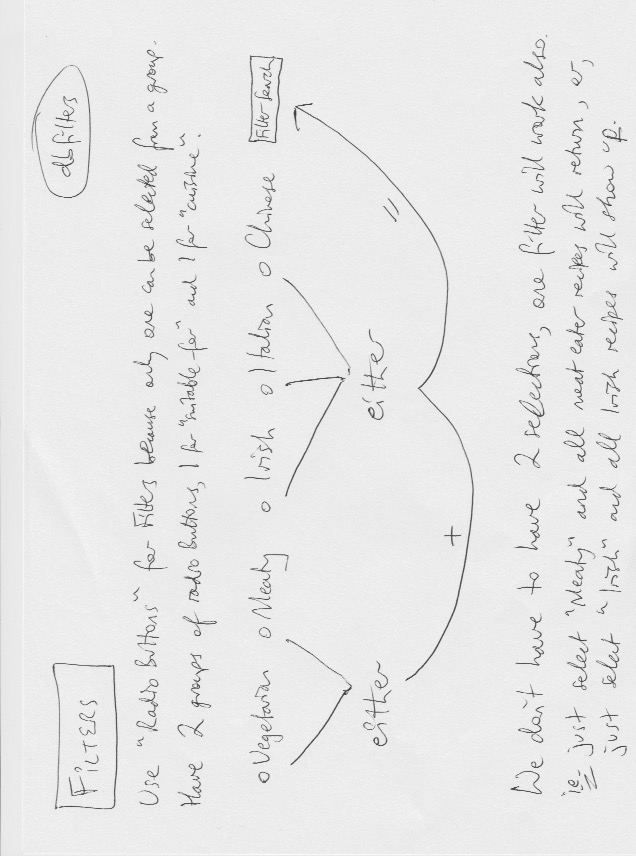 FILTERS
dbfilters
Use "Radio Buttons" for Filters because only one can be selected from a group.
Have 2 groups of radio buttons, 1 for "suitable-for" and 1 for "cuisine".
o Vegetarian o Meaty o Irish o Italian o Chinese Filter Search
either either
+ =
We don't have to have 2 selections, one filter will work also.
ie just select "Meaty" and all meat eater recipes will return, or,
just select "Irish" and all Irish recipes will show up.